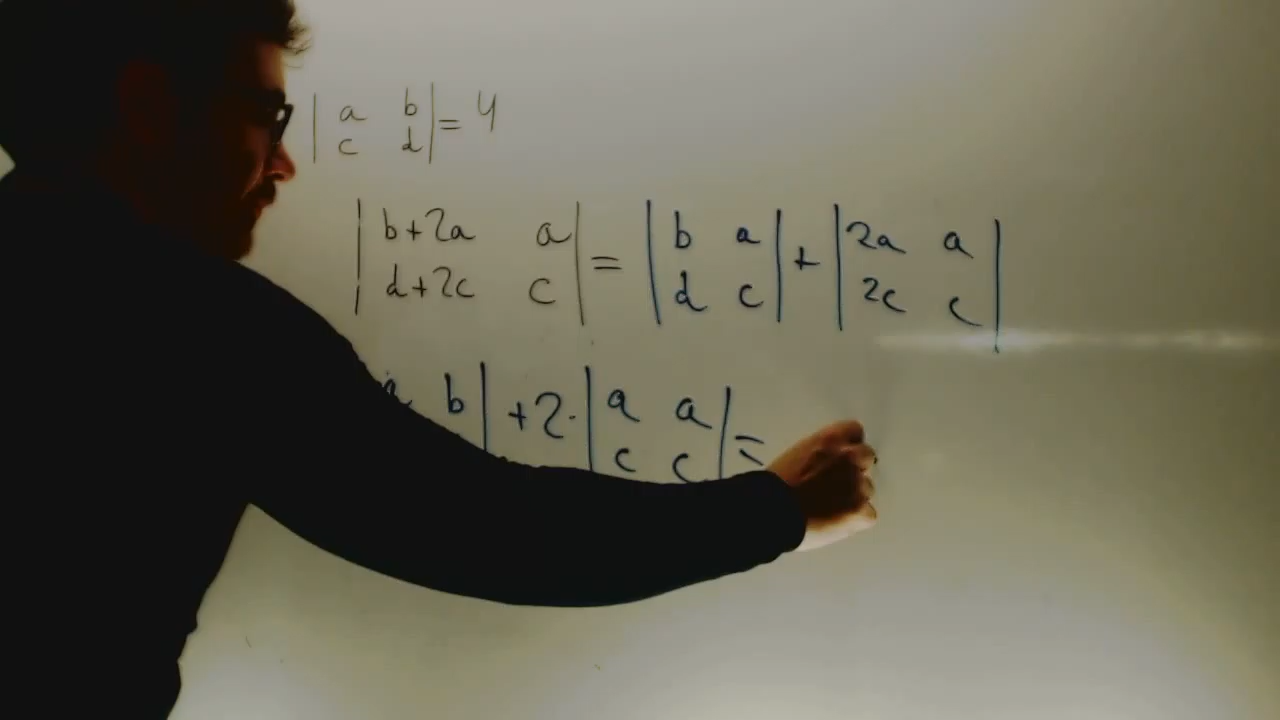 | a b | = 4
| c d |
| b+2a a | = | b a | + | 2a a |
| d+2c c | | d c | | 2c c |
a b | +2· | a a | =
| c c |